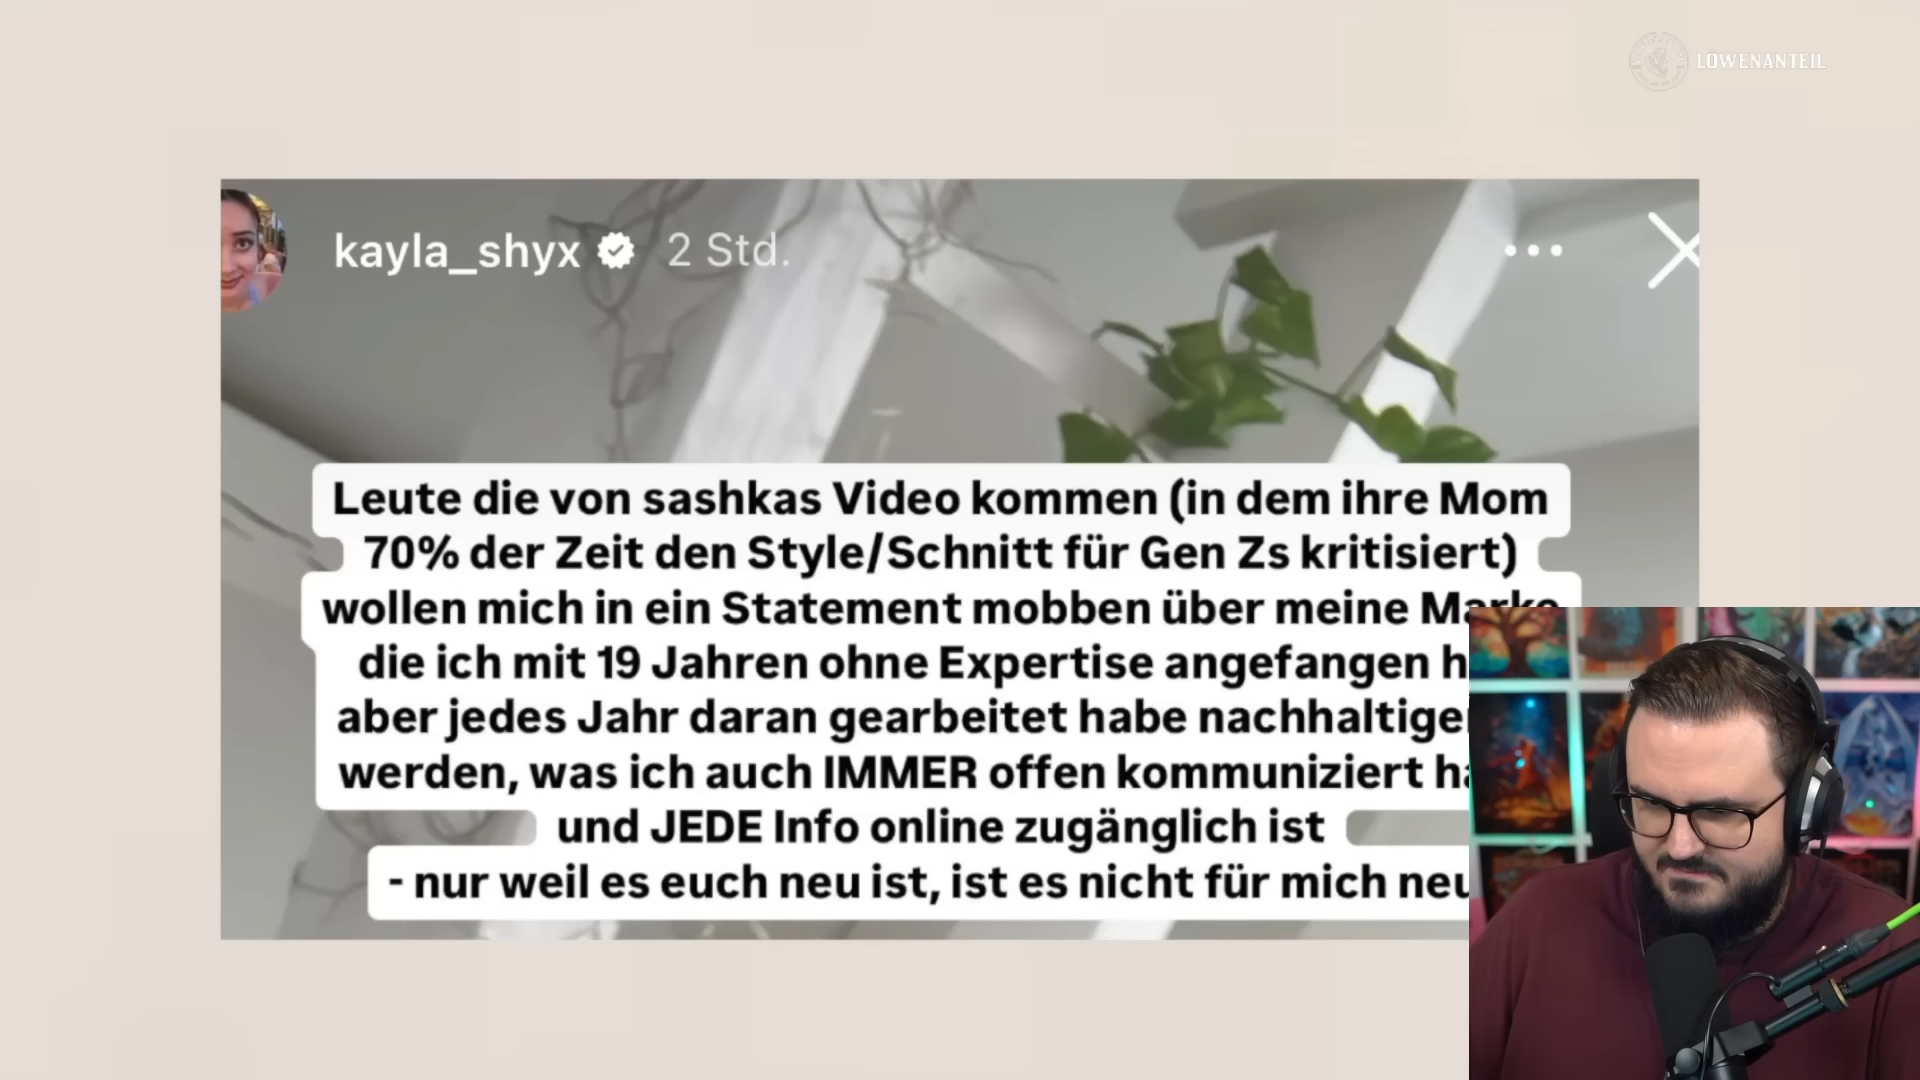 LÖWENANTEIL
kayla_shyx 2 Std.
Leute die von sashkas Video kommen (in dem ihre Mom
70% der Zeit den Style/Schnitt für Gen Zs kritisiert)
wollen mich in ein Statement mobben über meine Marke
die ich mit 19 Jahren ohne Expertise angefangen
aber jedes Jahr daran gearbeitet habe
werden, was ich auch IMMER offen kommuniziert
und JEDE Info online zugänglich ist
- nur weil es euch neu ist, ist es nicht für mich neu